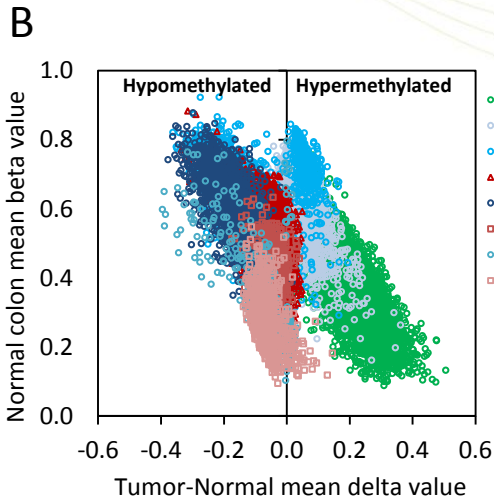 B
Hypomethylated Hypermethylated
1.0
0.8
0.6
0.4
0.2
0.0
-0.6 -0.4 -0.2 0.0 0.2 0.4 0.6
Normal colon mean beta value
Tumor-Normal mean delta value